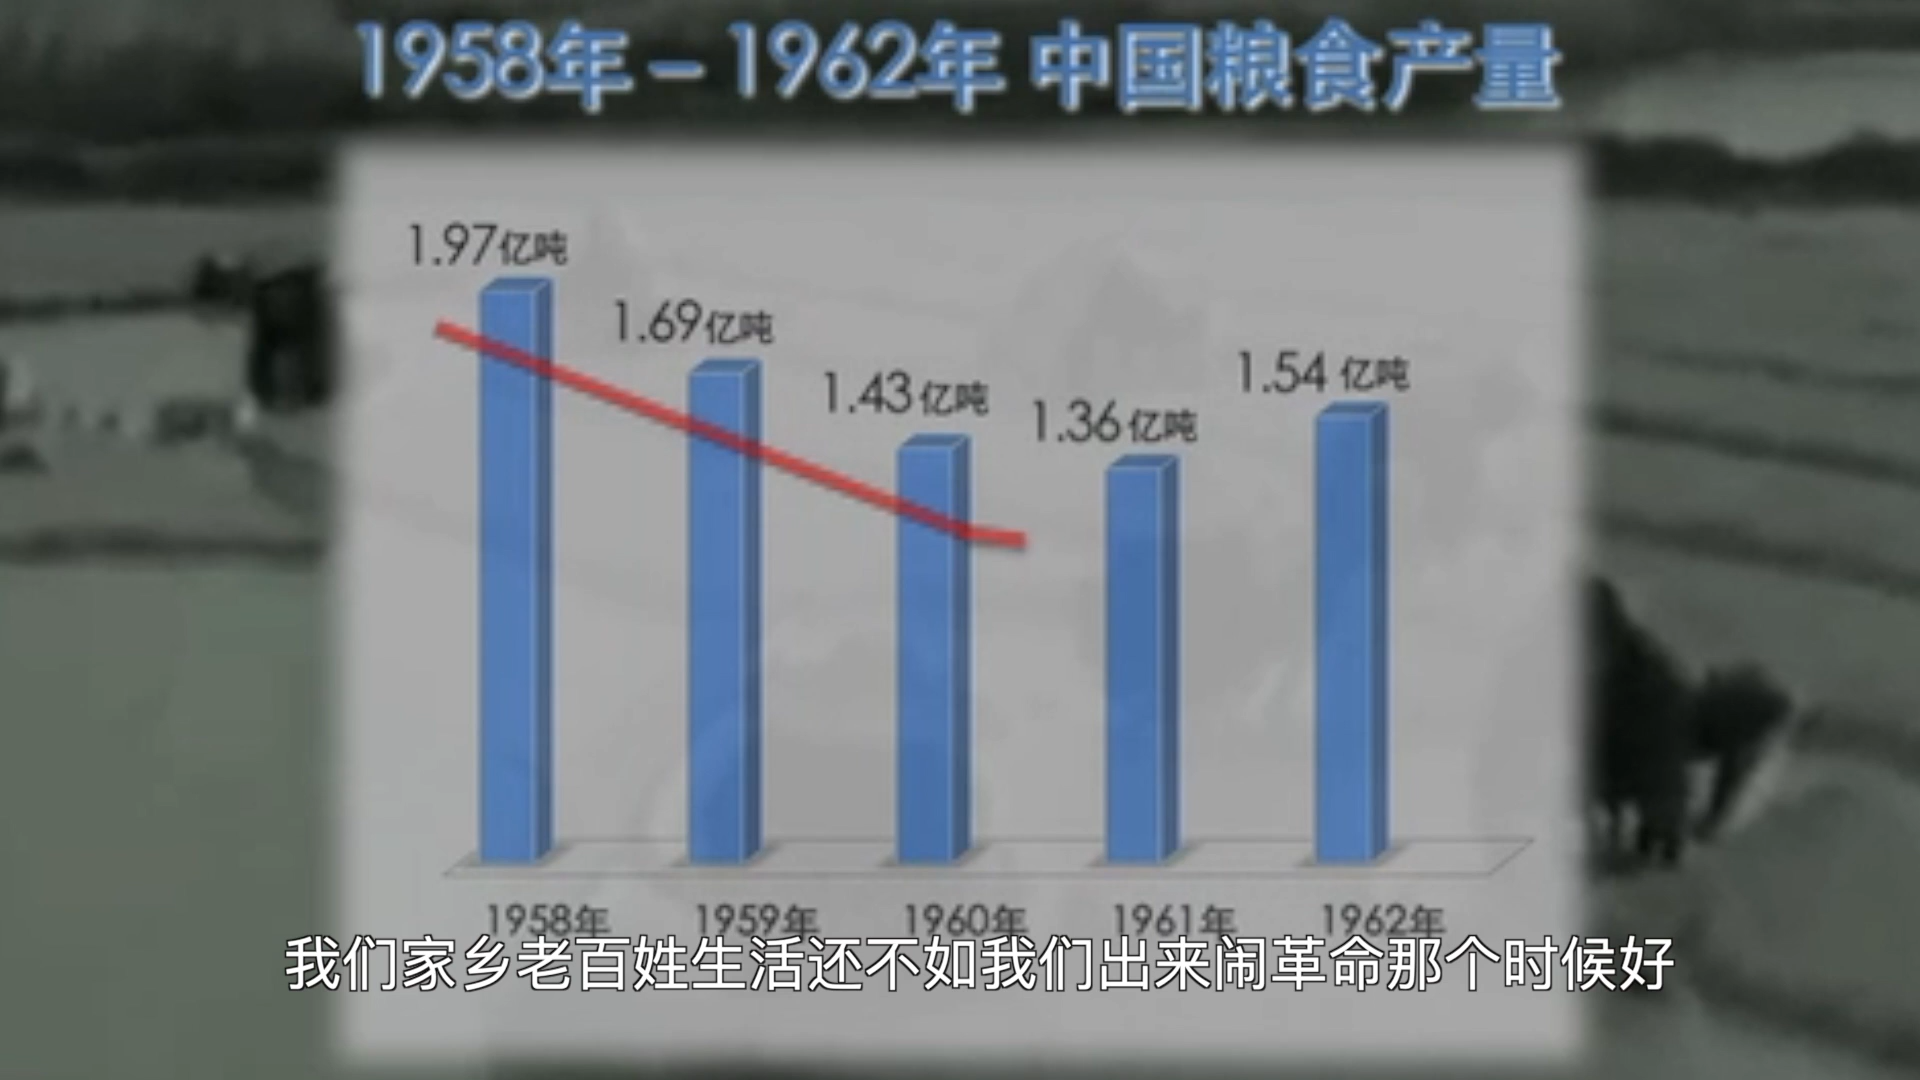 1958年－1962年 中国粮食产量
1.97亿吨
1.69亿吨
1.43亿吨
1.36亿吨
1.54 亿吨
1958年 1959年 1960年 1961年 1962年
我们家乡老百姓生活还不如我们出来闹革命那个时候好